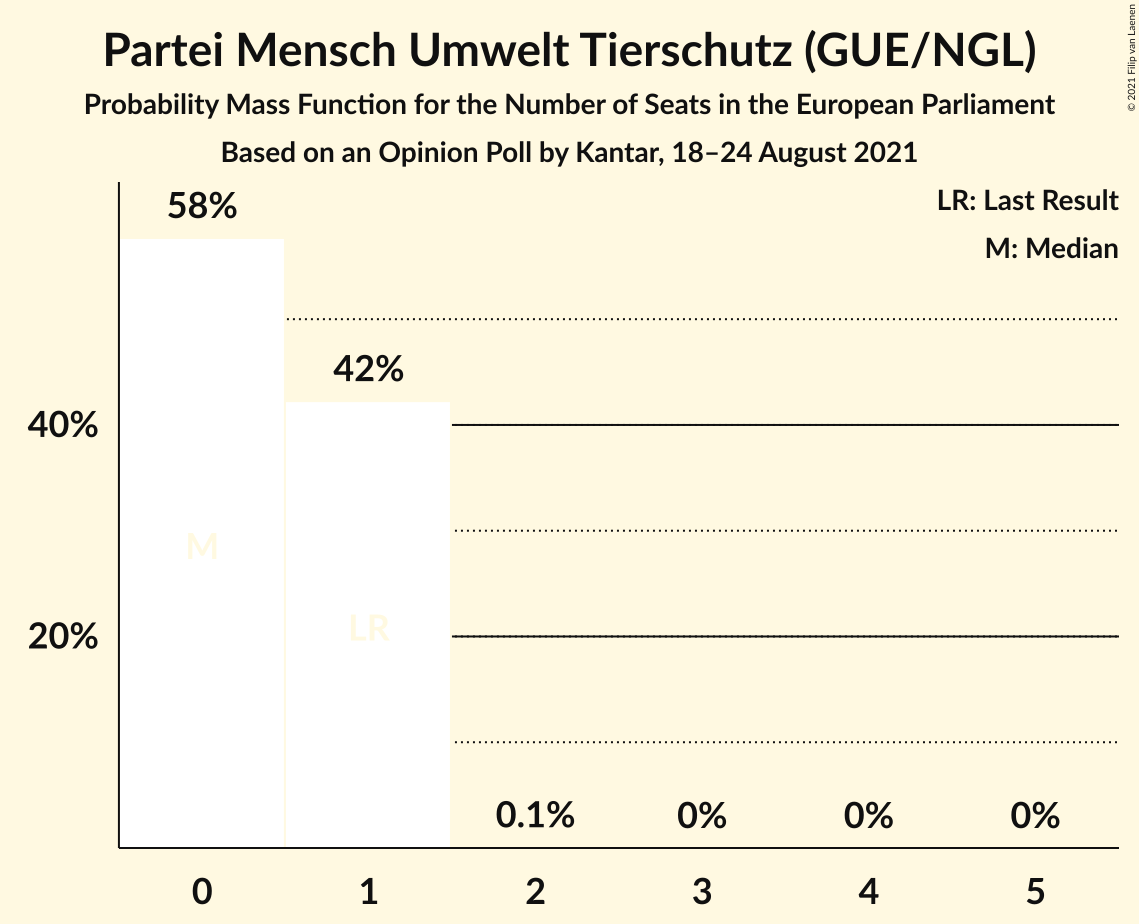 Partei Mensch Umwelt Tierschutz (GUE/NGL)
Probability Mass Function for the Number of Seats in the European Parliament
Based on an Opinion Poll by Kantar, 18–24 August 2021
© 2021 Filip van Laenen
LR: Last Result
M: Median
58%
42%
40%
M
LR
20%
0.1%
0%
0%
0%
0
1
2
3
4
5